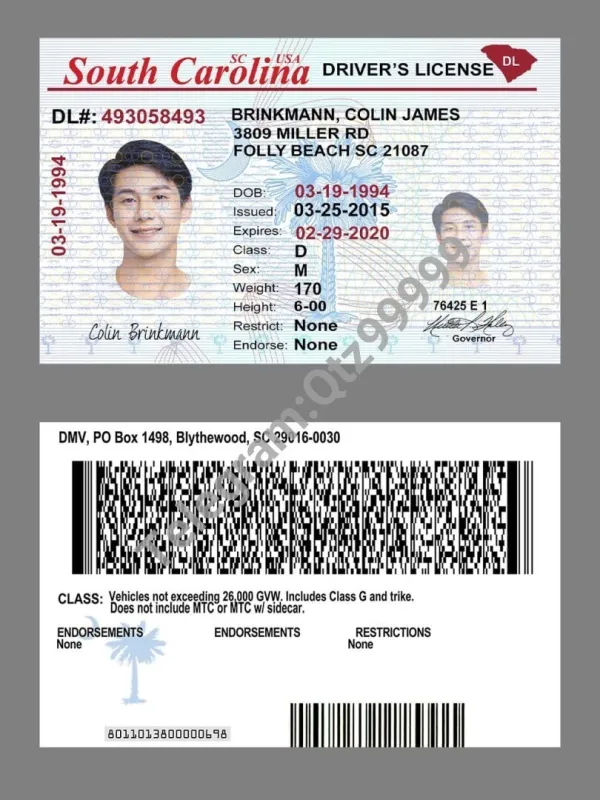 South Carolina SC USA DRIVER'S LICENSE DL
DL#: 493058493
BRINKMANN, COLIN JAMES
3809 MILLER RD
FOLLY BEACH SC 21087
03-19-1994
DOB: 03-19-1994
Issued: 03-25-2015
Expires: 02-29-2020
Class: D
Sex: M
Weight: 170
Height: 6-00
Restrict: None
Endorse: None
Colin Brinkmann
76425 E 1
Governor
Telegram:Qtz99999
DMV, PO Box 1498, Blythewood, SC 29016-0030
CLASS: Vehicles not exceeding 26,000 GVW. Includes Class G and trike.
Does not include MTC or MTC w/ sidecar.
ENDORSEMENTS ENDORSEMENTS RESTRICTIONS
None None
8011013800000698